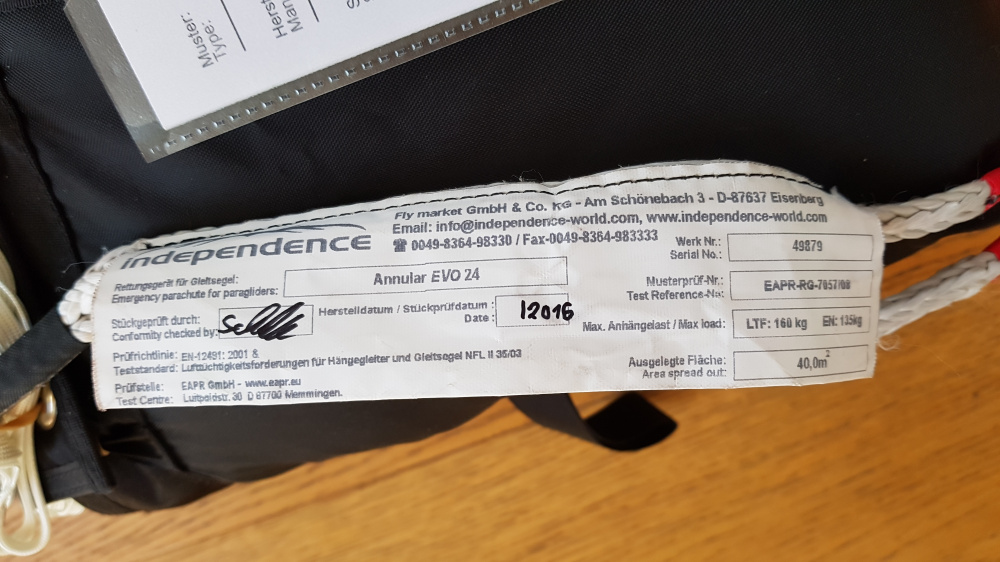 Muster:
Type:
independence
Fly market GmbH & Co. KG - Am Schönebach 3 - D-87637 Eisenberg
Email: info@independence-world.com, www.independence-world.com
☎ 0049-8364-98330 / Fax-0049-8364-983333
Werk Nr.:
Serial No.:
49879
Rettungsgerät für Gleitsegel:
Emergency parachute for paragliders:
Annular EVO 24
Musterprüf-Nr.:
Test Reference-No:
EAPR-RG-7857/08
Stückgeprüft durch:
Conformity checked by:
Herstelldatum / Stückprüfdatum :
Date :
12016
Max. Anhängelast / Max load:
LTF: 160 kg EN: 135kg
Prüfrichtlinie: EN-12491: 2001 &
Teststandard: Lufttüchtigkeitsforderungen für Hängegleiter und Gleitsegel NFL II 35/03
Ausgelegte Fläche:
Area spread out:
40,0m²
Prüfstelle: EAPR GmbH - www.eapr.eu
Test Centre: Luitpoldstr. 30 D 87700 Memmingen.